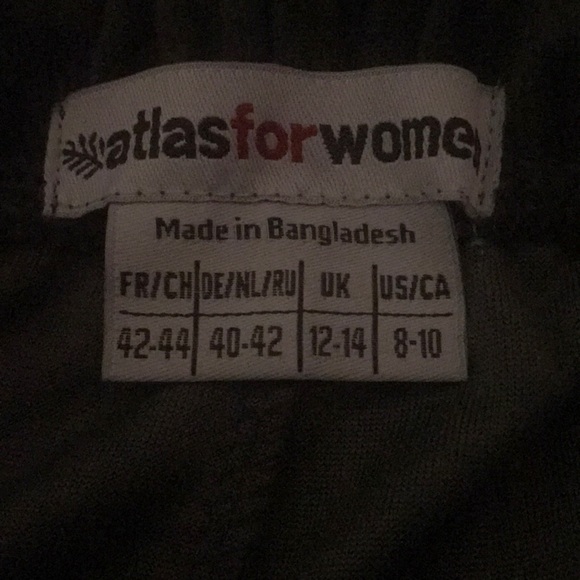 atlasforwomen
Made in Bangladesh
FR/CH DE/NL/RU UK US/CA
42-44 40-42 12-14 8-10